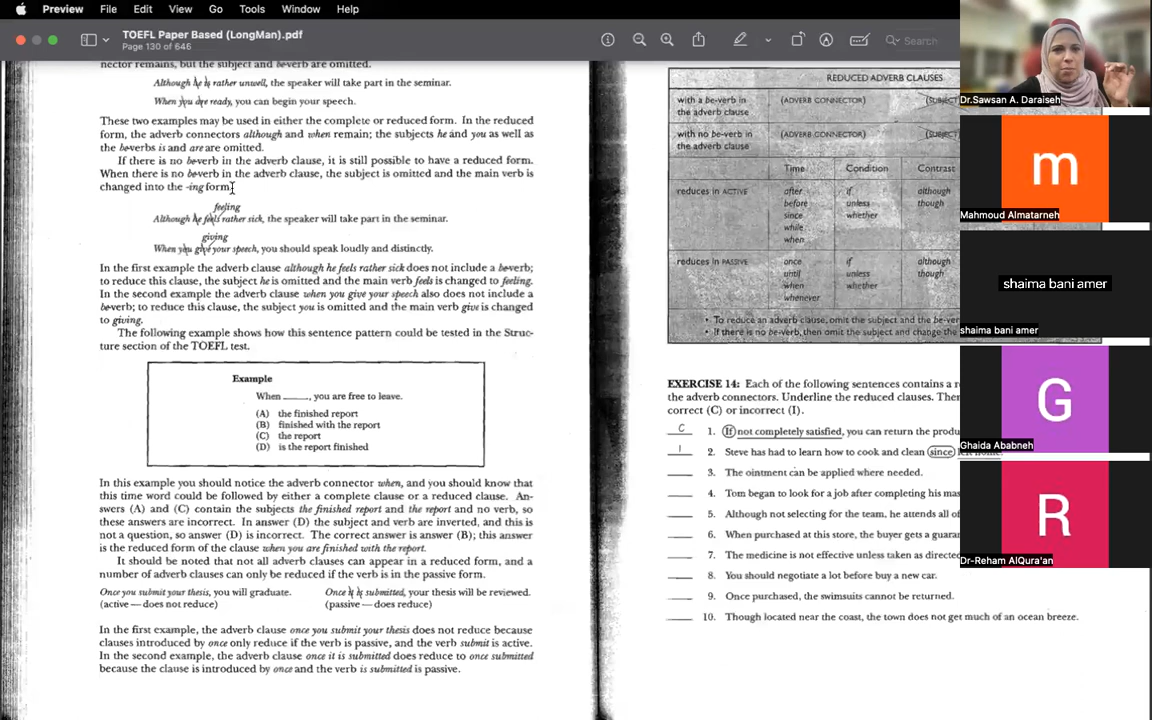 Preview File Edit View Go Tools Window Help
TOEFL Paper Based (LongMan).pdf
Page 130 of 646
Search
nector remains, but the subject and be-verb are omitted.
Although he is rather unwell, the speaker will take part in the seminar.
When you are ready, you can begin your speech.
These two examples may be used in either the complete or reduced form. In the reduced
form, the adverb connectors although and when remain; the subjects he and you as well as
the be-verbs is and are are omitted.
If there is no be-verb in the adverb clause, it is still possible to have a reduced form.
When there is no be-verb in the adverb clause, the subject is omitted and the main verb is
changed into the -ing form.
feeling
Although he feels rather sick, the speaker will take part in the seminar.
giving
When you give your speech, you should speak loudly and distinctly.
In the first example the adverb clause although he feels rather sick does not include a be-verb;
to reduce this clause, the subject he is omitted and the main verb feels is changed to feeling.
In the second example the adverb clause when you give your speech also does not include a
be-verb; to reduce this clause, the subject you is omitted and the main verb give is changed
to giving.
The following example shows how this sentence pattern could be tested in the Struc-
ture section of the TOEFL test.
Example
When _____, you are free to leave.
(A) the finished report
(B) finished with the report
(C) the report
(D) is the report finished
In this example you should notice the adverb connector when, and you should know that
this time word could be followed by either a complete clause or a reduced clause. An-
swers (A) and (C) contain the subjects the finished report and the report and no verb, so
these answers are incorrect. In answer (D) the subject and verb are inverted, and this is
not a question, so answer (D) is incorrect. The correct answer is answer (B); this answer
is the reduced form of the clause when you are finished with the report.
It should be noted that not all adverb clauses can appear in a reduced form, and a
number of adverb clauses can only be reduced if the verb is in the passive form.
Once you submit your thesis, you will graduate. Once it is submitted, your thesis will be reviewed.
(active — does not reduce) (passive — does reduce)
In the first example, the adverb clause once you submit your thesis does not reduce because
clauses introduced by once only reduce if the verb is passive, and the verb submit is active.
In the second example, the adverb clause once it is submitted does reduce to once submitted
because the clause is introduced by once and the verb is submitted is passive.
REDUCED ADVERB CLAUSES
with a be-verb in (ADVERB CONNECTOR) (SUBJECT
the adverb clause
with no be-verb in (ADVERB CONNECTOR) (SUBJECT
the adverb clause
Time Condition Contrast
reduces in ACTIVE after if although
before unless though
since whether
while
when
reduces in PASSIVE once if although
until unless though
when whether
whenever
• To reduce an adverb clause, omit the subject and the be-ver
• If there is no be-verb, then omit the subject and change the
EXERCISE 14: Each of the following sentences contains a r
the adverb connectors. Underline the reduced clauses. Ther
correct (C) or incorrect (I).
C 1. If not completely satisfied, you can return the produ
I 2. Steve has had to learn how to cook and clean since left home.
3. The ointment can be applied where needed.
4. Tom began to look for a job after completing his mas
5. Although not selecting for the team, he attends all of
6. When purchased at this store, the buyer gets a guara
7. The medicine is not effective unless taken as directed
8. You should negotiate a lot before buy a new car.
9. Once purchased, the swimsuits cannot be returned.
10. Though located near the coast, the town does not get much of an ocean breeze.
Dr.Sawsan A. Daraiseh
m
Mahmoud Almatarneh
shaima bani amer
shaima bani amer
G
Ghaida Ababneh
R
Dr-Reham AlQura'an